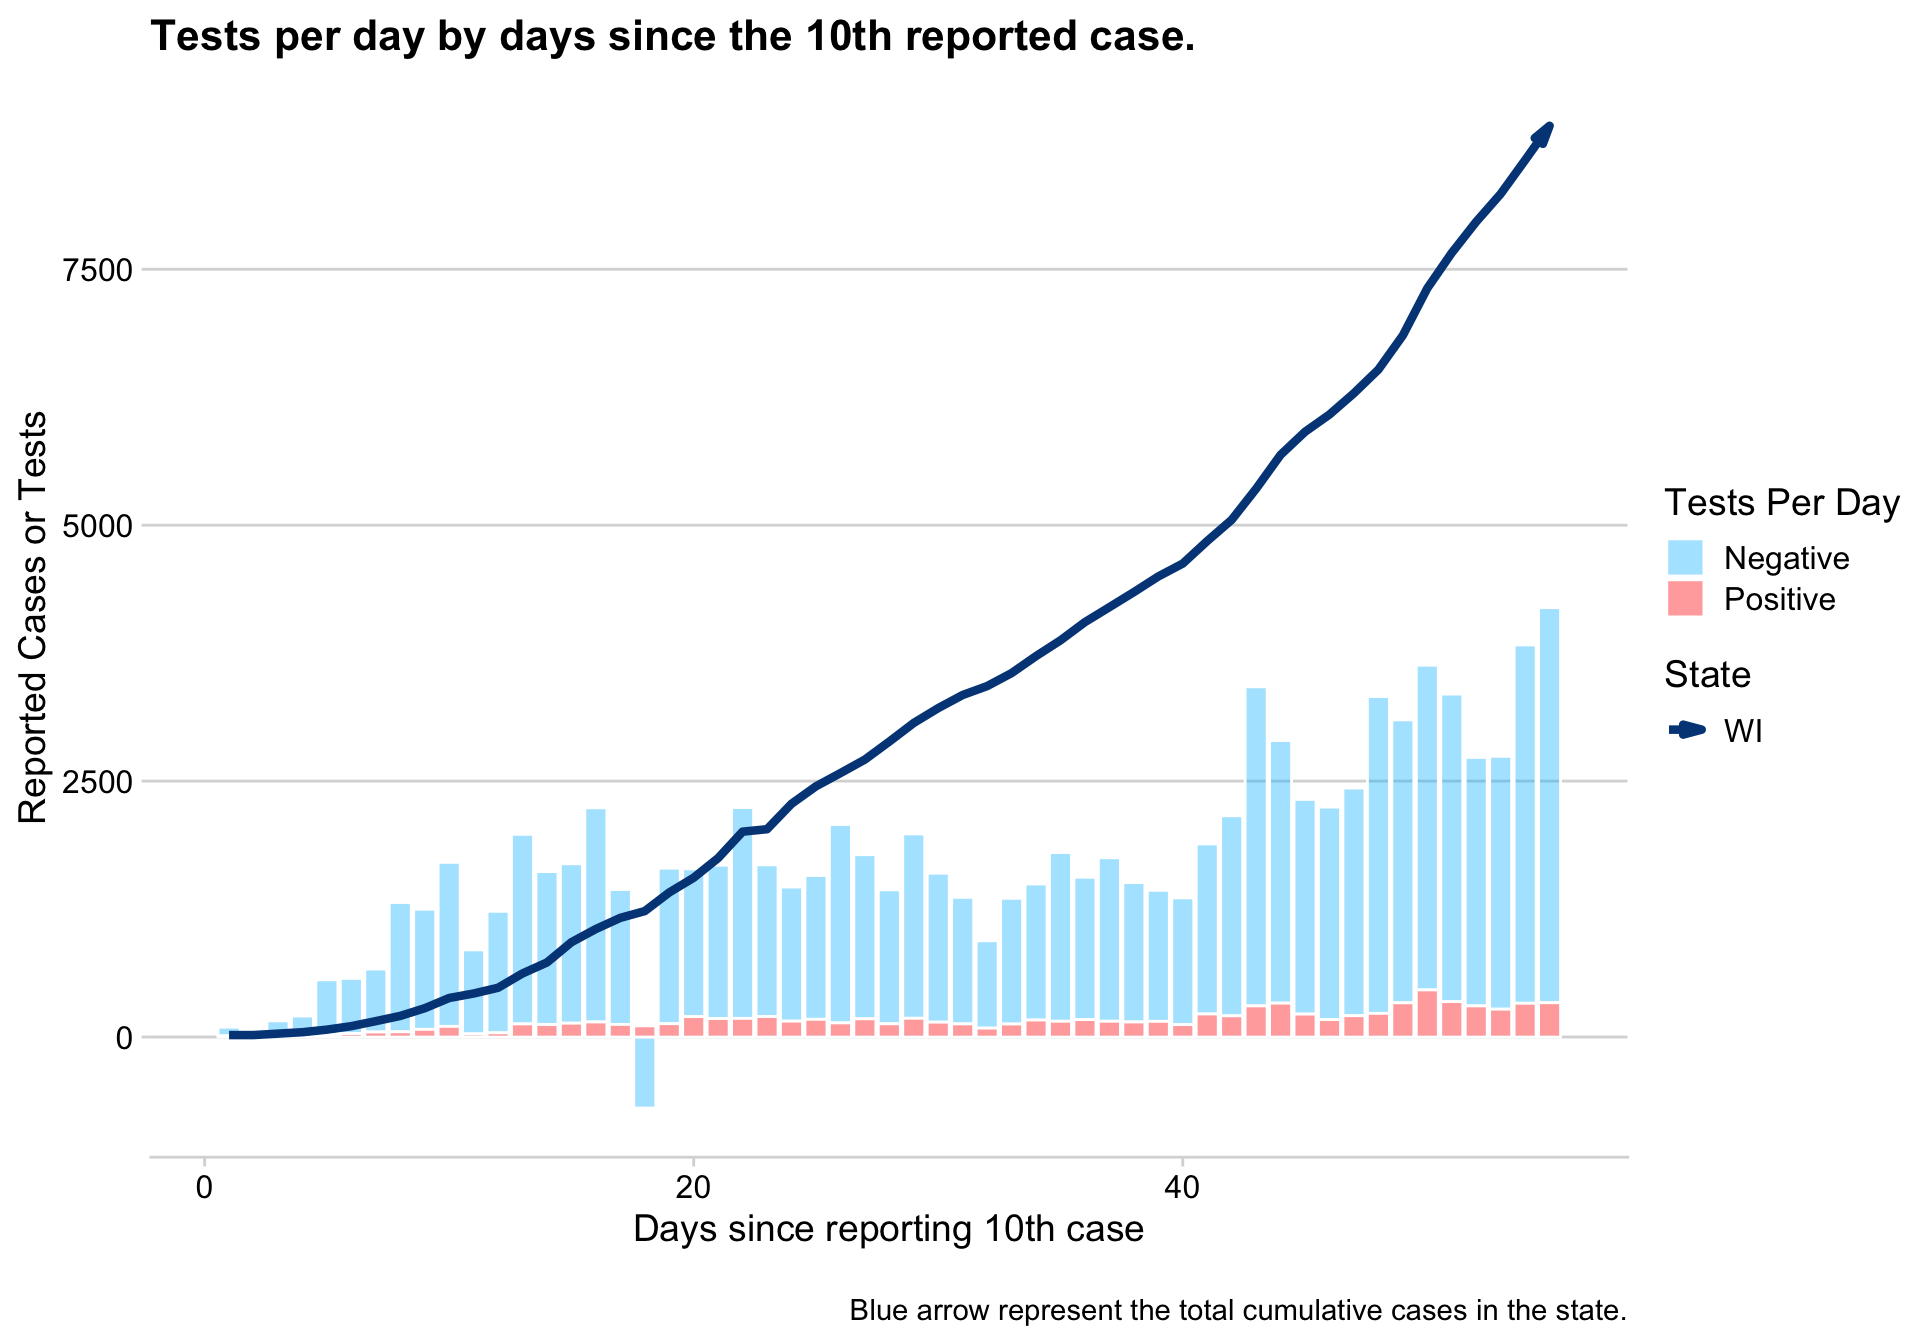 Tests per day by days since the 10th reported case.
Reported Cases or Tests
7500
5000
2500
0
0
20
40
Days since reporting 10th case
Tests Per Day
Negative
Positive
State
WI
Blue arrow represent the total cumulative cases in the state.